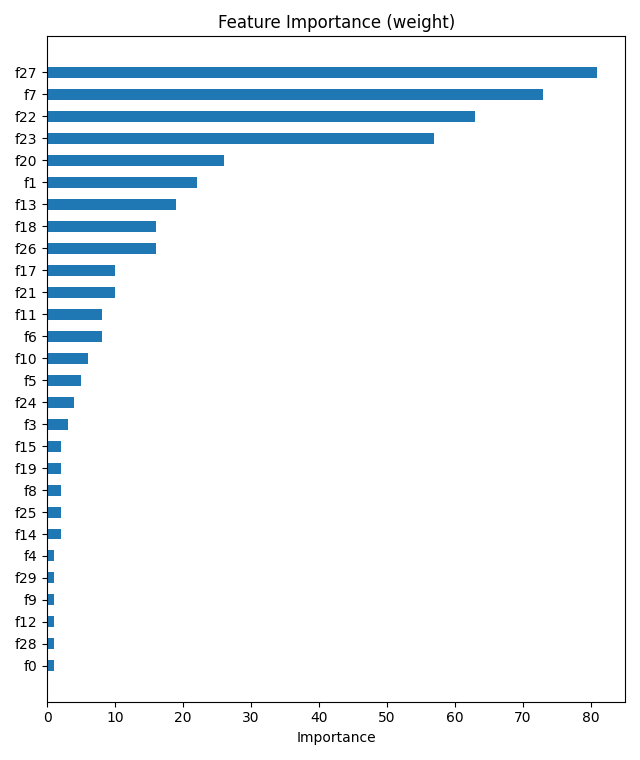 Feature Importance (weight)
f27
f7
f22
f23
f20
f1
f13
f18
f26
f17
f21
f11
f6
f10
f5
f24
f3
f15
f19
f8
f25
f14
f4
f29
f9
f12
f28
f0
0 10 20 30 40 50 60 70 80
Importance